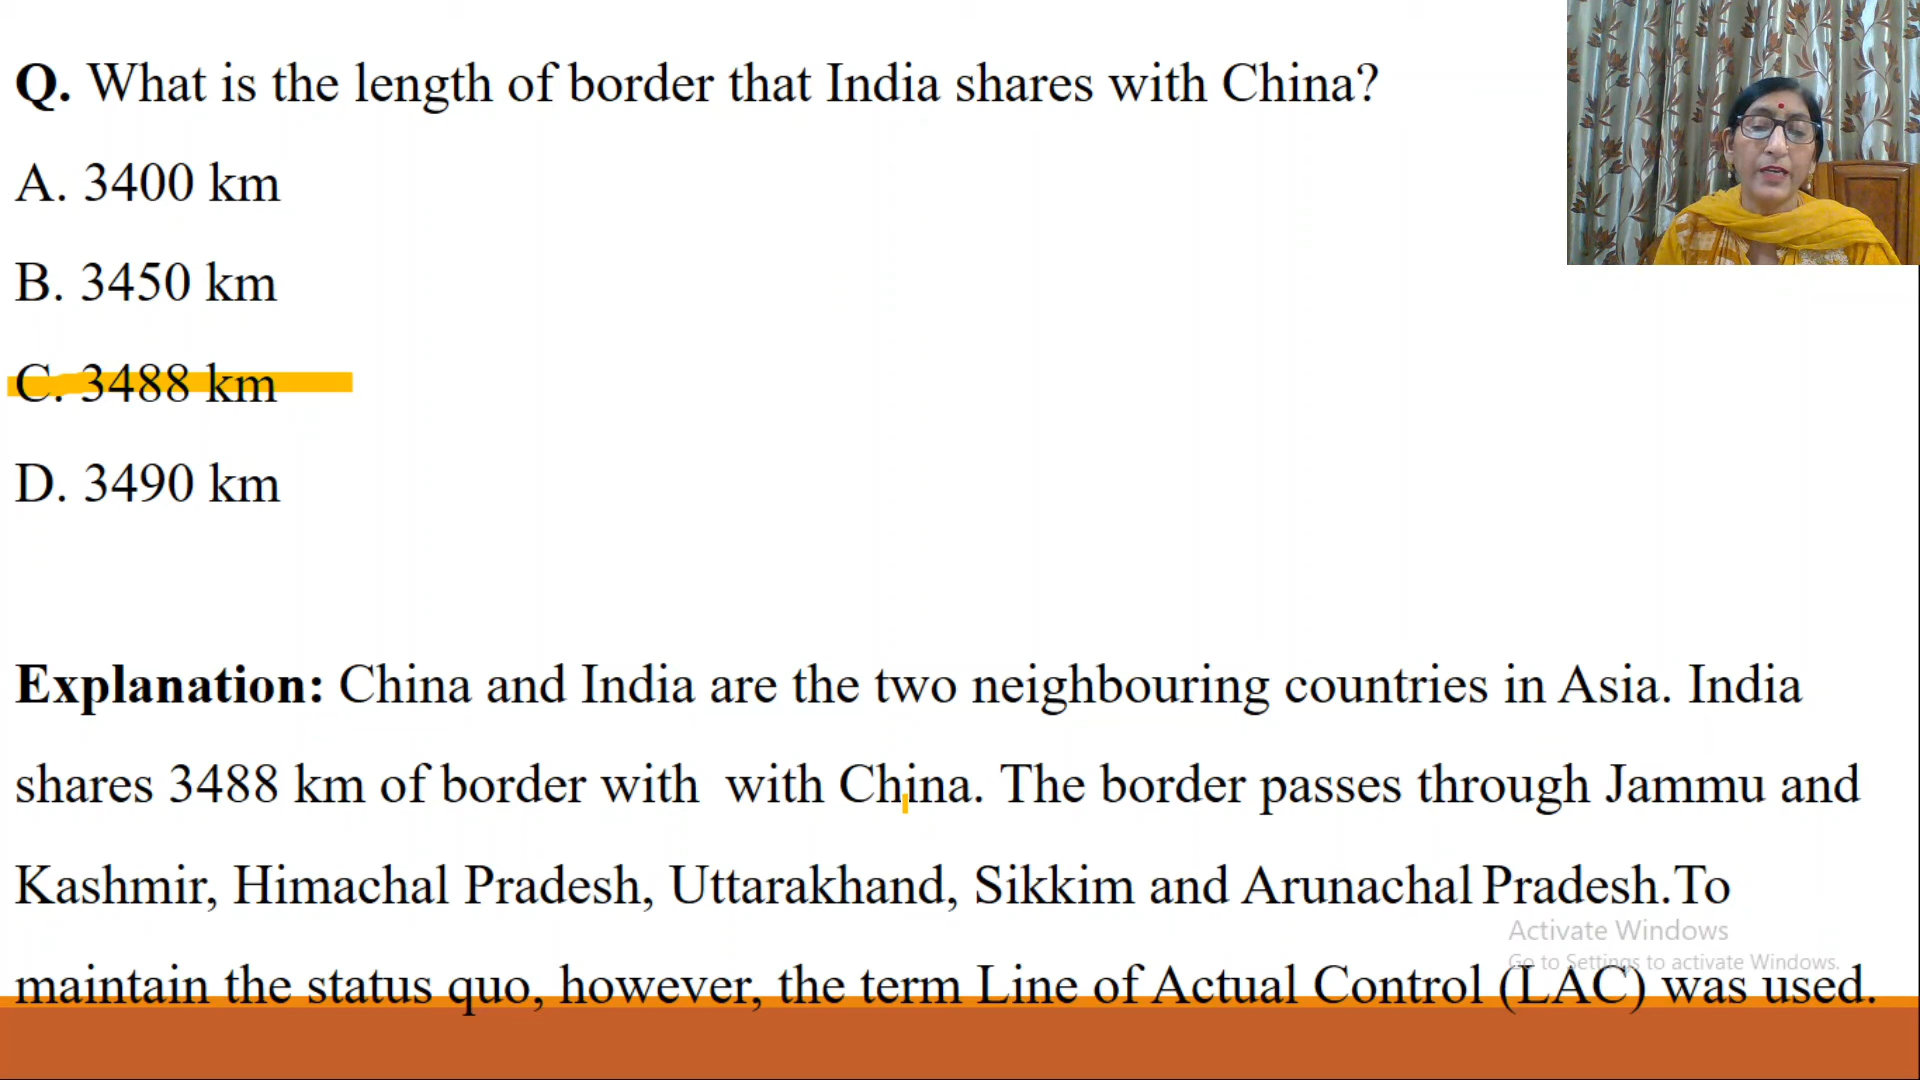 Q. What is the length of border that India shares with China?
A. 3400 km
B. 3450 km
C. 3488 km
D. 3490 km
Explanation: China and India are the two neighbouring countries in Asia. India
shares 3488 km of border with  with China. The border passes through Jammu and
Kashmir, Himachal Pradesh, Uttarakhand, Sikkim and Arunachal Pradesh.To
Activate Windows
Go to Settings to activate Windows.
maintain the status quo, however, the term Line of Actual Control (LAC) was used.